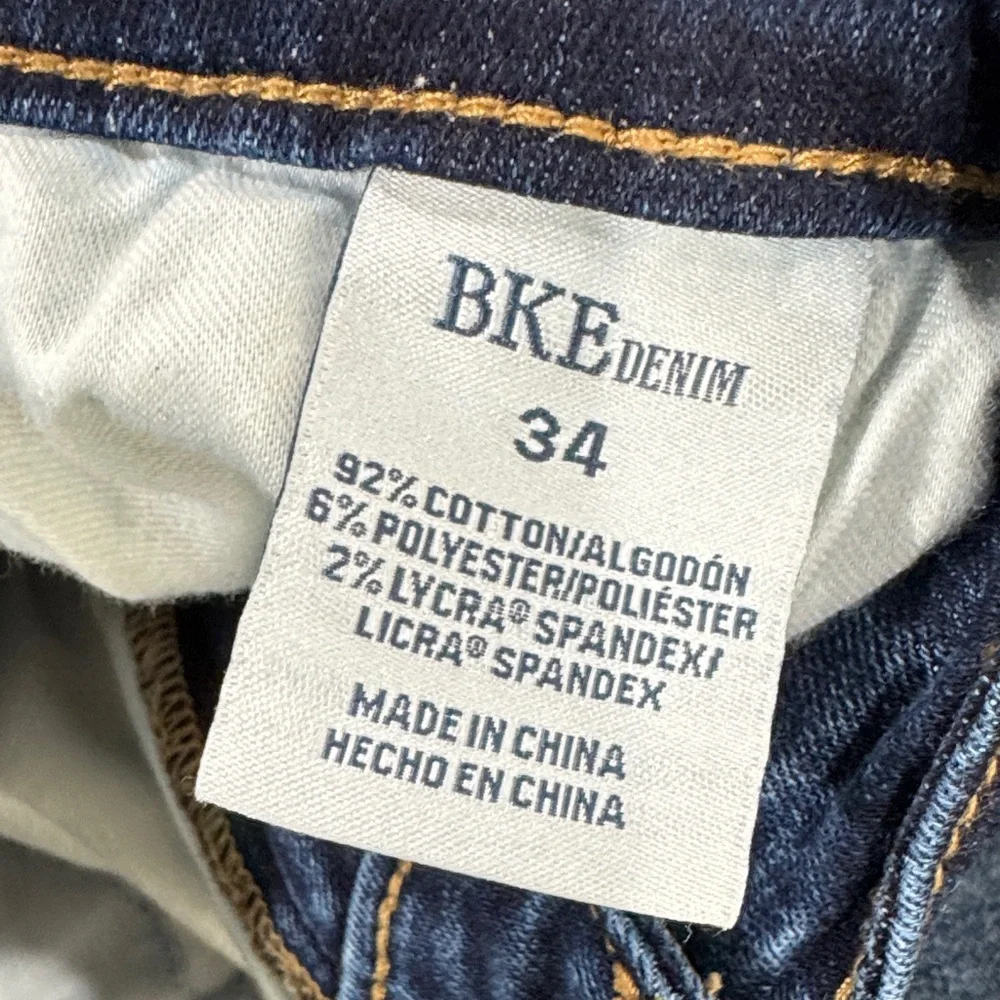 BKE DENIM
34
92% COTTON/ALGODÓN
6% POLYESTER/POLIÉSTER
2% LYCRA® SPANDEX/
LICRA® SPANDEX
MADE IN CHINA
HECHO EN CHINA